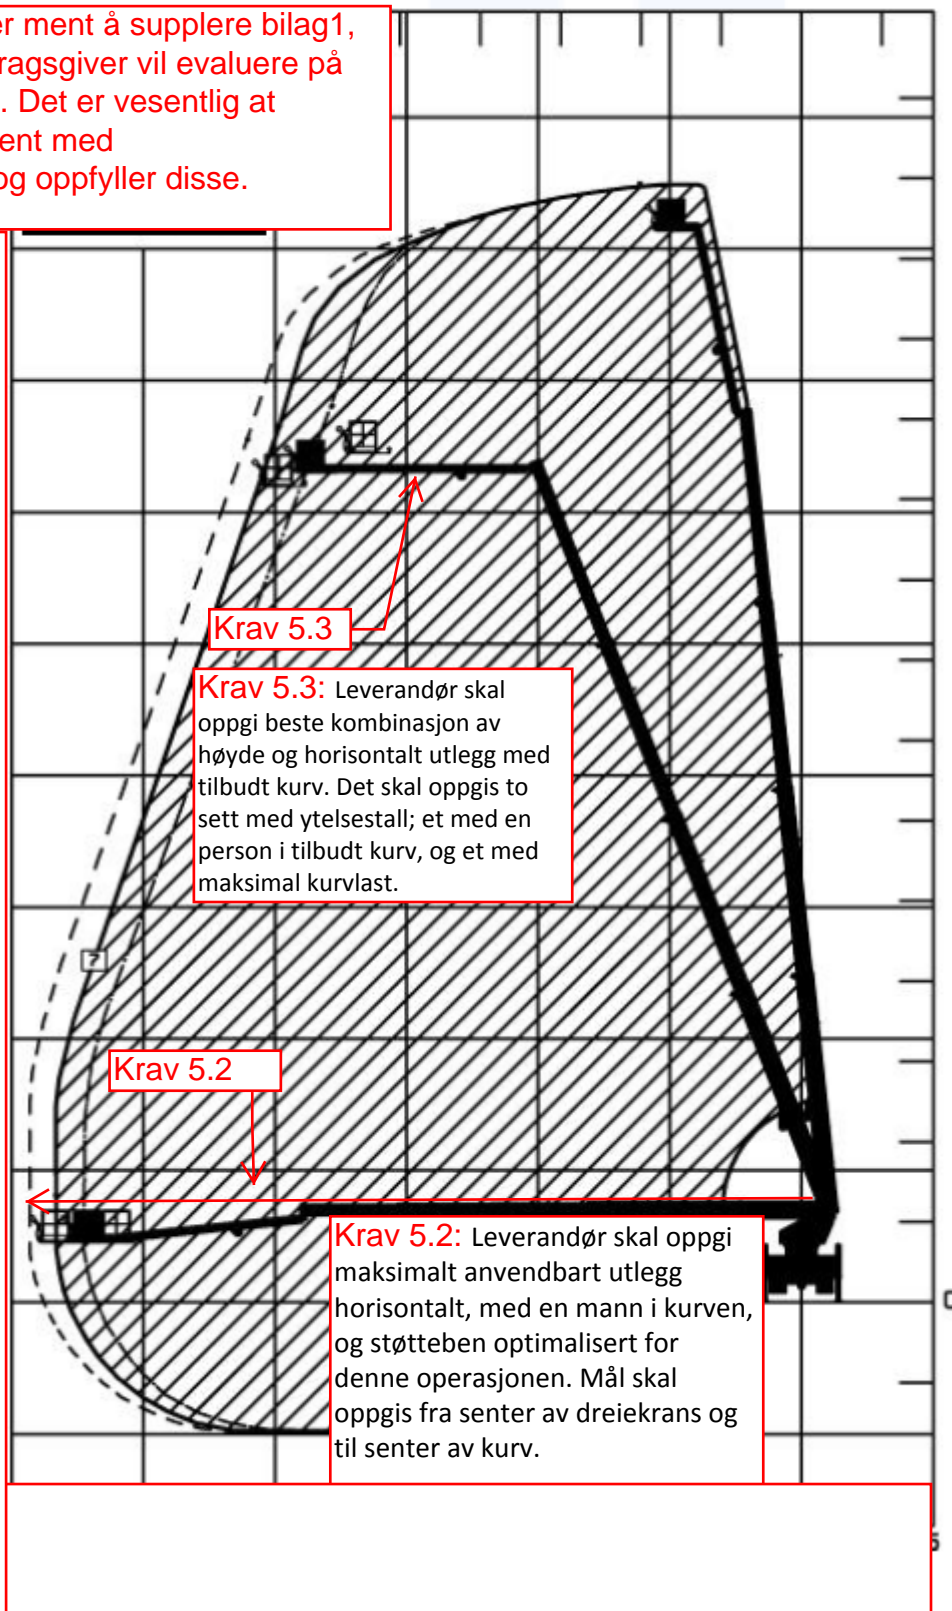 er ment å supplere bilag1,
ragsgiver vil evaluere på
. Det er vesentlig at
ent med
og oppfyller disse.
Krav 5.3
Krav 5.3: Leverandør skal
oppgi beste kombinasjon av
høyde og horisontalt utlegg med
tilbudt kurv. Det skal oppgis to
sett med ytelsestall; et med en
person i tilbudt kurv, og et med
maksimal kurvlast.
7
Krav 5.2
Krav 5.2: Leverandør skal oppgi
maksimalt anvendbart utlegg
horisontalt, med en mann i kurven,
og støtteben optimalisert for
denne operasjonen. Mål skal
oppgis fra senter av dreiekrans og
til senter av kurv.